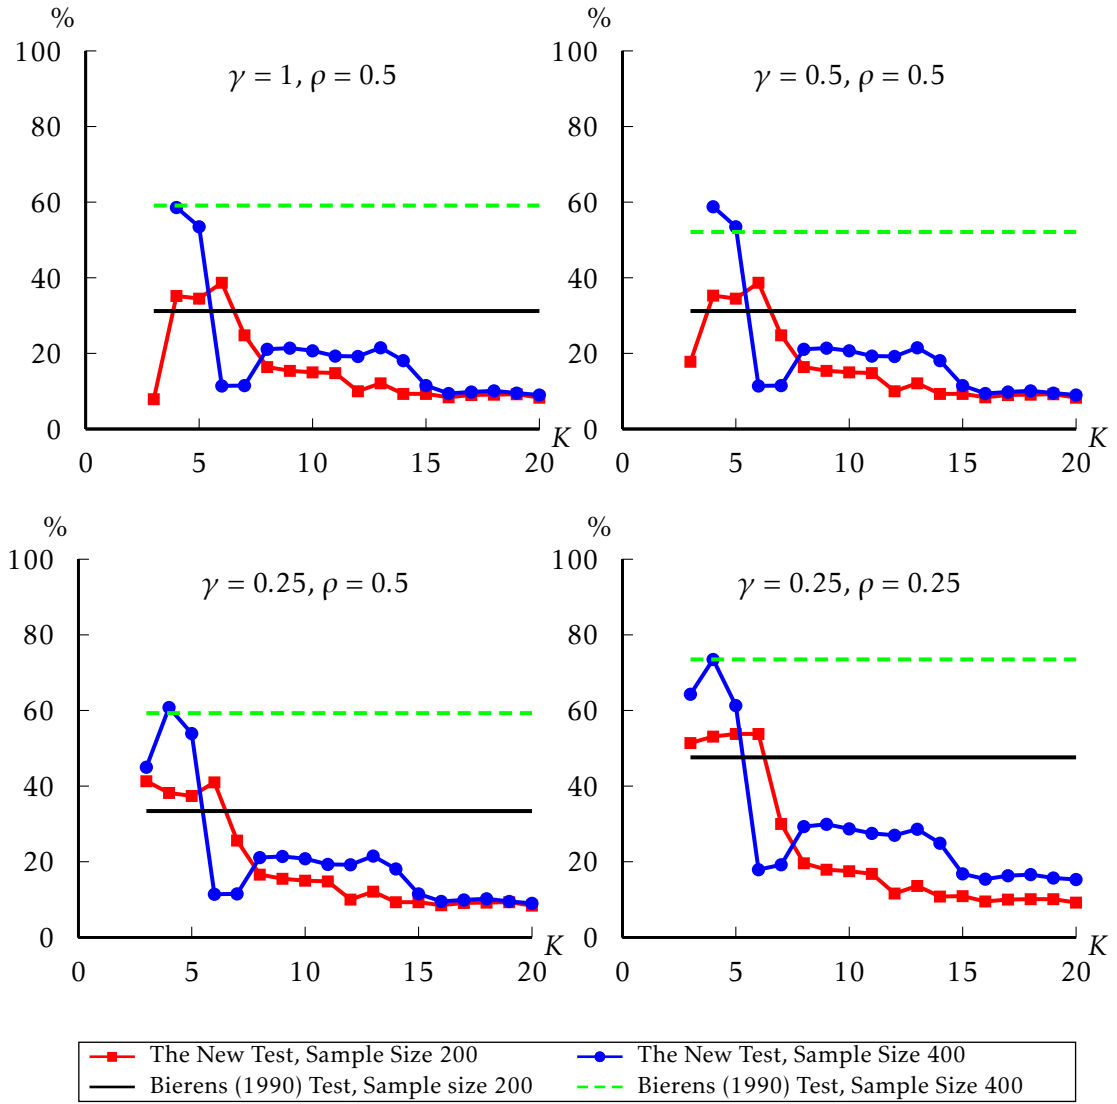 %
100
80
60
40
20
0
0 5 10 15 20
K
γ = 1, ρ = 0.5
%
100
80
60
40
20
0
0 5 10 15 20
K
γ = 0.5, ρ = 0.5
%
100
80
60
40
20
0
0 5 10 15 20
K
γ = 0.25, ρ = 0.5
%
100
80
60
40
20
0
0 5 10 15 20
K
γ = 0.25, ρ = 0.25
The New Test, Sample Size 200
The New Test, Sample Size 400
Bierens (1990) Test, Sample size 200
Bierens (1990) Test, Sample Size 400